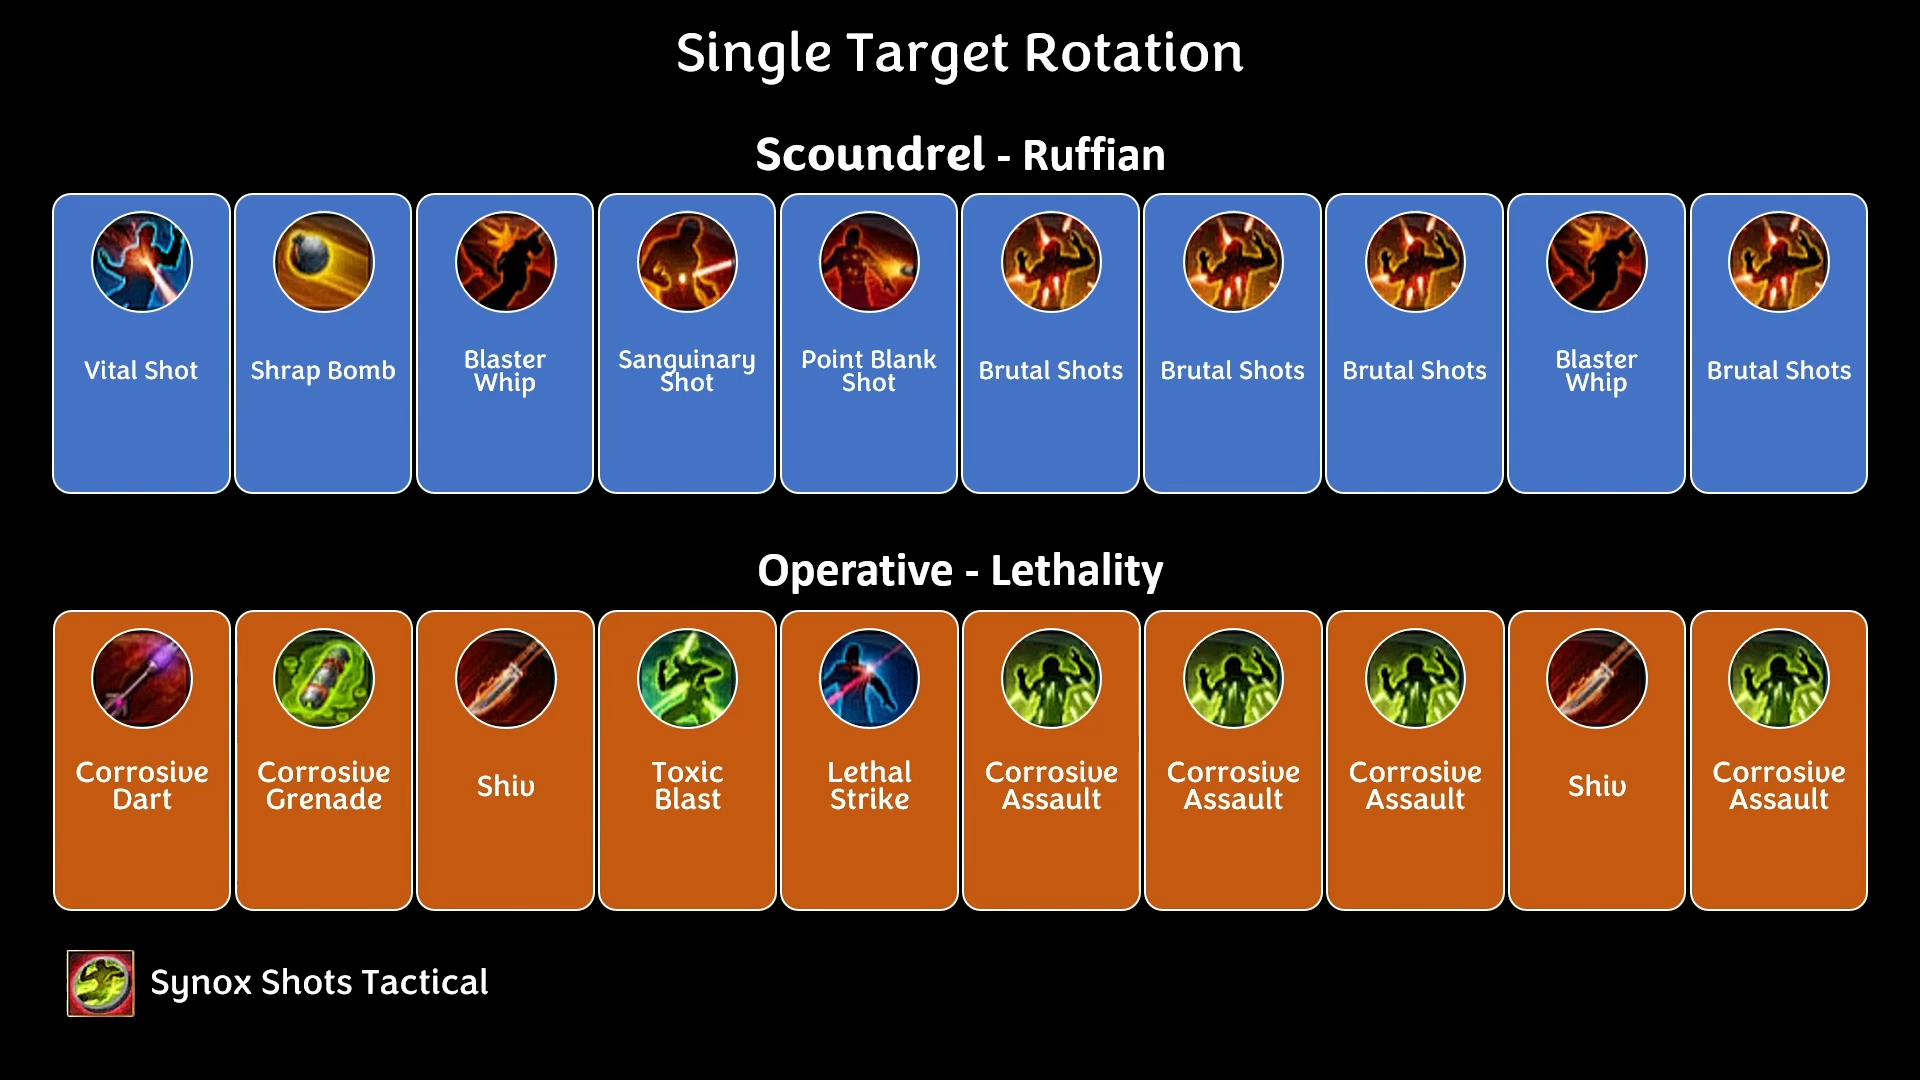 Single Target Rotation
Scoundrel - Ruffian
Vital Shot
Shrap Bomb
Blaster
Whip
Sanguinary
Shot
Point Blank
Shot
Brutal Shots
Brutal Shots
Brutal Shots
Blaster
Whip
Brutal Shots
Operative - Lethality
Corrosive
Dart
Corrosive
Grenade
Shiv
Toxic
Blast
Lethal
Strike
Corrosive
Assault
Corrosive
Assault
Corrosive
Assault
Shiv
Corrosive
Assault
Synox Shots Tactical